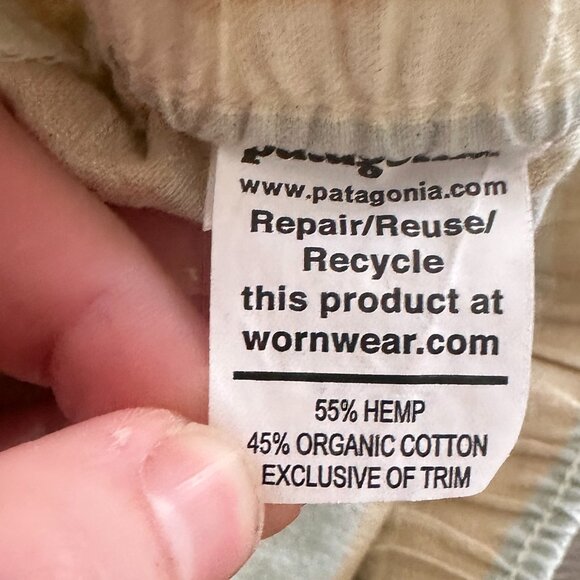 patagonia
www.patagonia.com
Repair/Reuse/
Recycle
this product at
wornwear.com
55% HEMP
45% ORGANIC COTTON
EXCLUSIVE OF TRIM